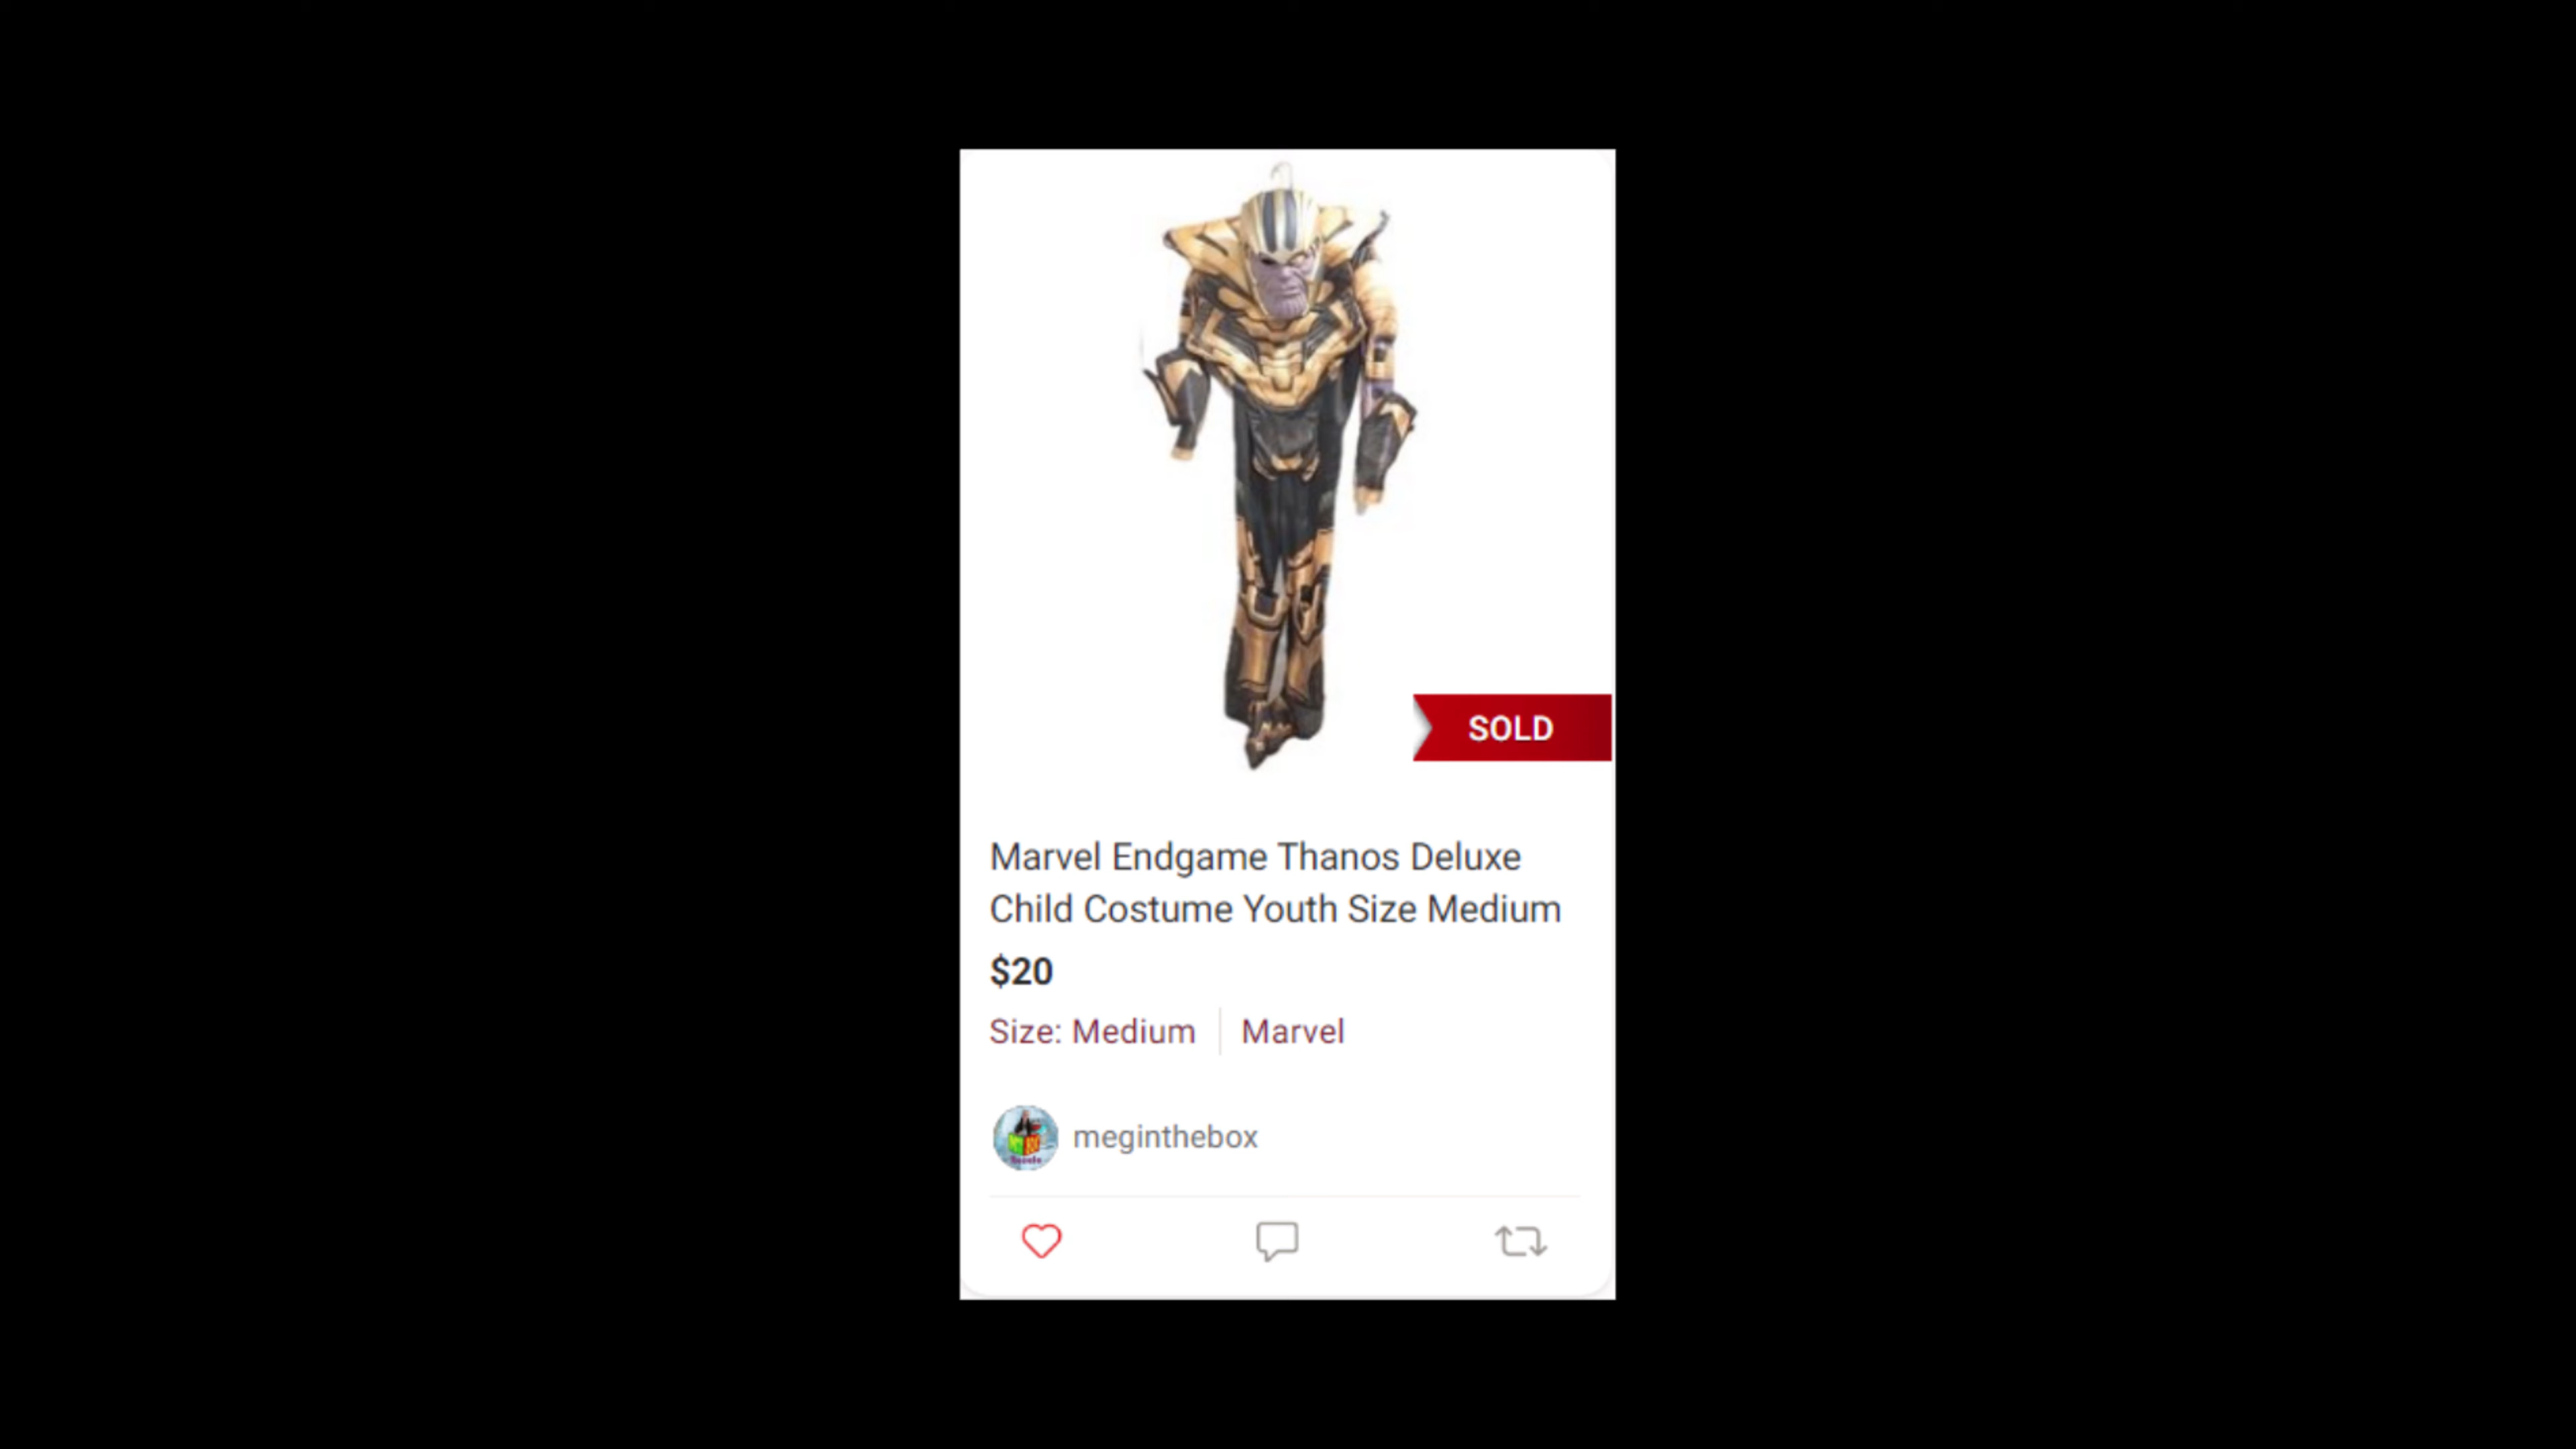 SOLD
Marvel Endgame Thanos Deluxe
Child Costume Youth Size Medium
$20
Size: Medium
Marvel
meginthebox